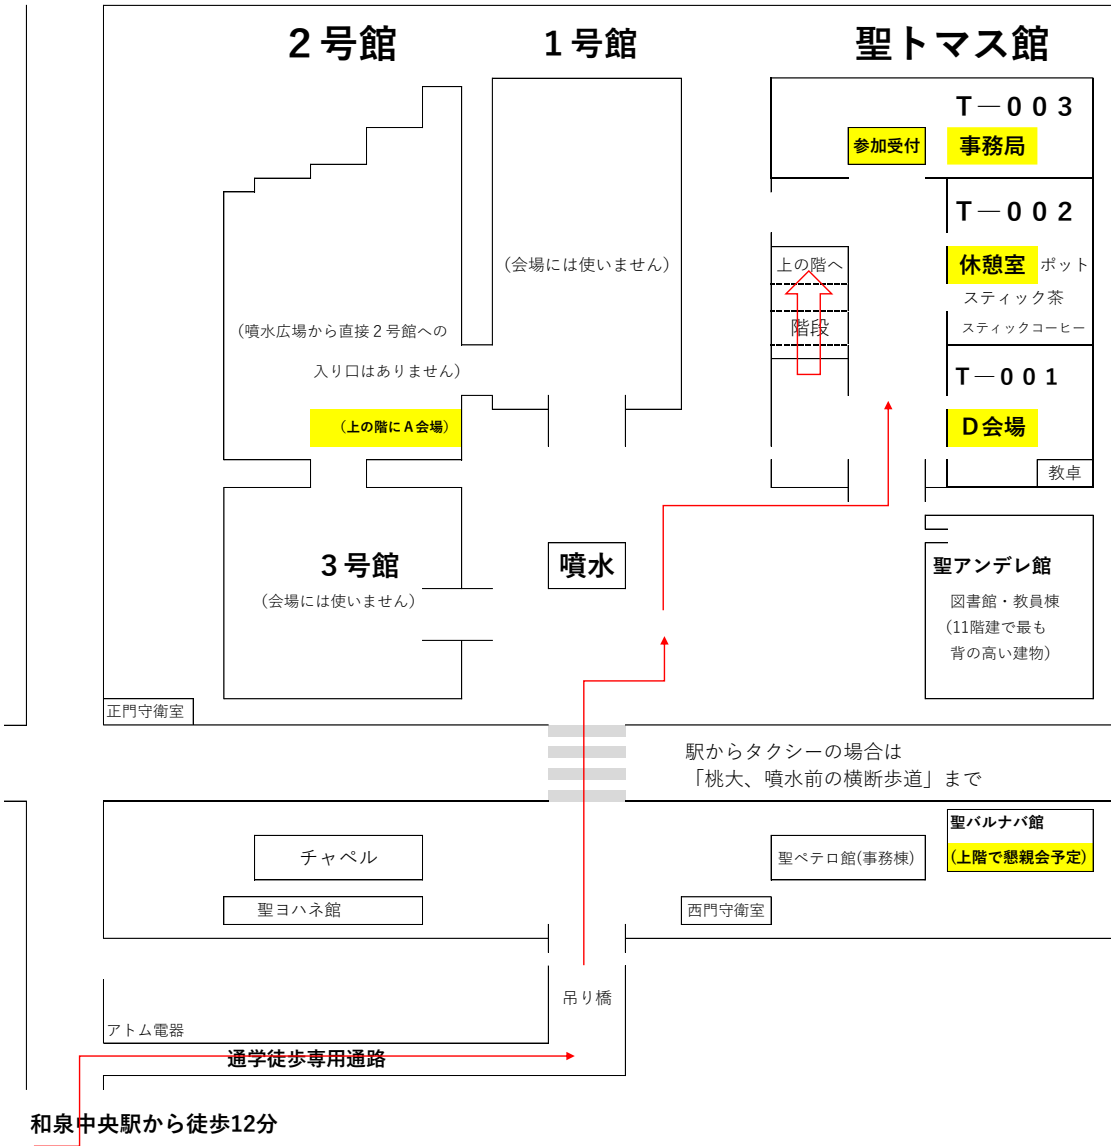 ２号館
１号館
聖トマス館
Ｔ―００３
参加受付
事務局
Ｔ―００２
休憩室 ポット
スティック茶
スティックコーヒー
上の階へ
階段
Ｔ―００１
Ｄ会場
教卓
(会場には使いません)
(噴水広場から直接２号館への
入り口はありません)
(上の階にＡ会場)
３号館
(会場には使いません)
噴水
聖アンデレ館
図書館・教員棟
(11階建で最も
背の高い建物)
正門守衛室
駅からタクシーの場合は
「桃大、噴水前の横断歩道」まで
聖バルナバ館
(上階で懇親会予定)
チャペル
聖ペテロ館(事務棟)
聖ヨハネ館
西門守衛室
吊り橋
アトム電器
通学徒歩専用通路
和泉中央駅から徒歩12分